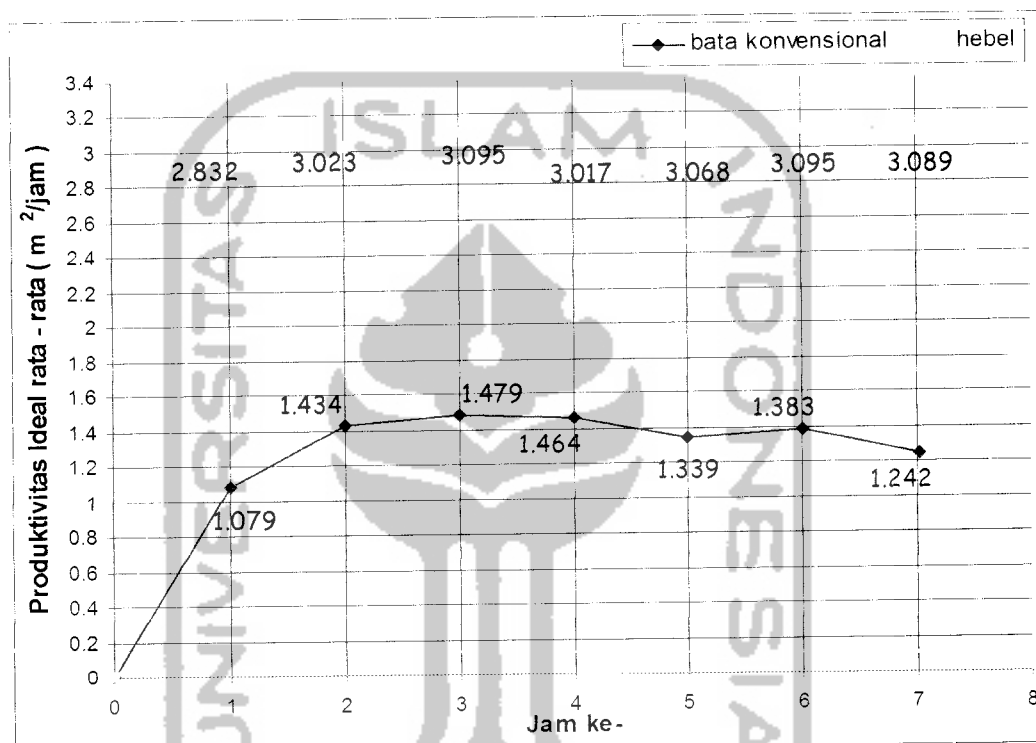 bata konvensional hebel
Produktivitas Ideal rata - rata ( m ²/jam )
3.4
3.2
3
2.8
2.6
2.4
2.2
2
1.8
1.6
1.4
1.2
1
0.8
0.6
0.4
0.2
0
2.832 3.023 3.095 3.017 3.068 3.095 3.089
1.079 1.434 1.479 1.464 1.339 1.383 1.242
0 1 2 3 4 5 6 7 8
Jam ke-
ISLAM
UNIVERSITAS
INDONESIA